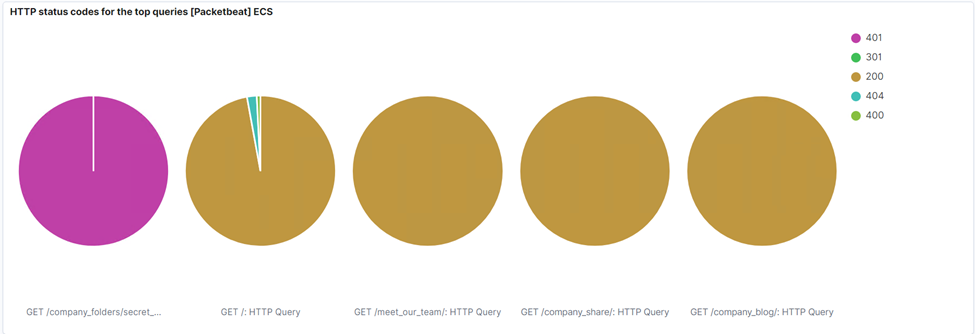 HTTP status codes for the top queries [Packetbeat] ECS
401
301
200
404
400
GET /company_folders/secret_...
GET /: HTTP Query
GET /meet_our_team/: HTTP Query
GET /company_share/: HTTP Query
GET /company_blog/: HTTP Query